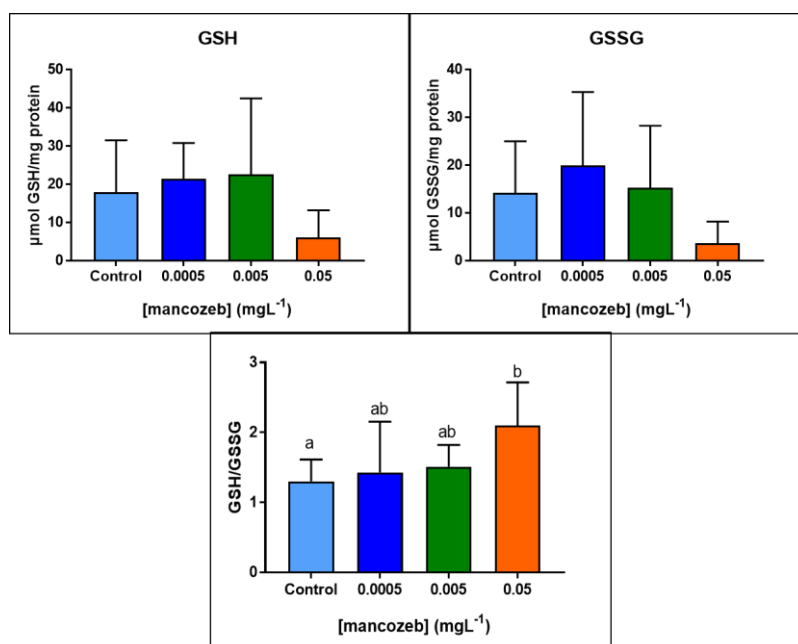 GSH
µmol GSH/mg protein
50
40
30
20
10
0
Control 0.0005 0.005 0.05
[mancozeb] (mgL⁻¹)
GSSG
µmol GSSG/mg protein
40
30
20
10
0
Control 0.0005 0.005 0.05
[mancozeb] (mgL⁻¹)
GSH/GSSG
3
2
1
0
a ab ab b
Control 0.0005 0.005 0.05
[mancozeb] (mgL⁻¹)